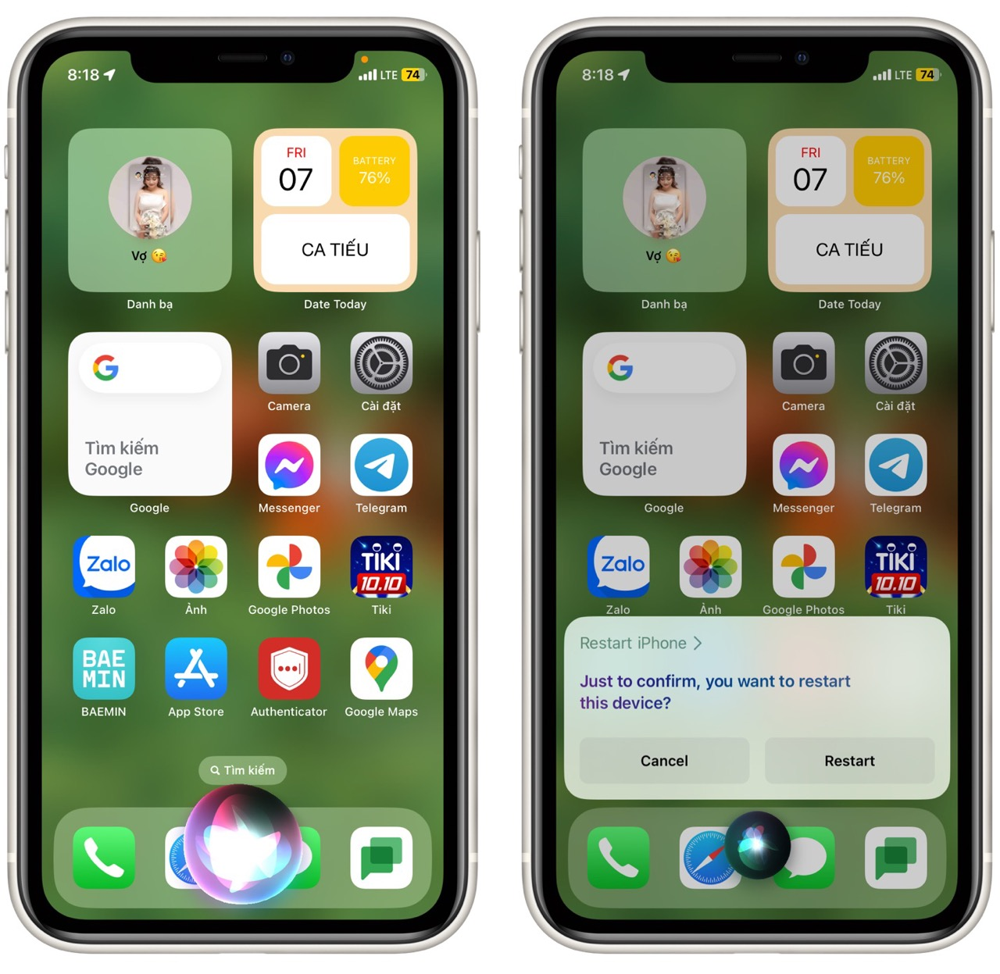 8:18
LTE 74
FRI
07
BATTERY
76%
Vợ 😘
CA TIẾU
Danh bạ
Date Today
Tìm kiếm
Google
Camera
Cài đặt
Google
Messenger
Telegram
Zalo
TIKI
10.10
Zalo
Ảnh
Google Photos
Tiki
BAE
MIN
BAEMIN
App Store
Authenticator
Google Maps
Tìm kiếm
8:18
LTE 74
FRI
07
BATTERY
76%
Vợ 😘
CA TIẾU
Danh bạ
Date Today
Tìm kiếm
Google
Camera
Cài đặt
Google
Messenger
Telegram
Zalo
TIKI
10.10
Zalo
Ảnh
Google Photos
Tiki
Restart iPhone
Just to confirm, you want to restart
this device?
Cancel
Restart